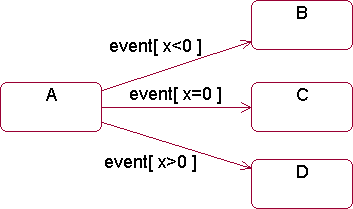 B
event[ x<0 ]
A
event[ x=0 ]
C
event[ x>0 ]
D